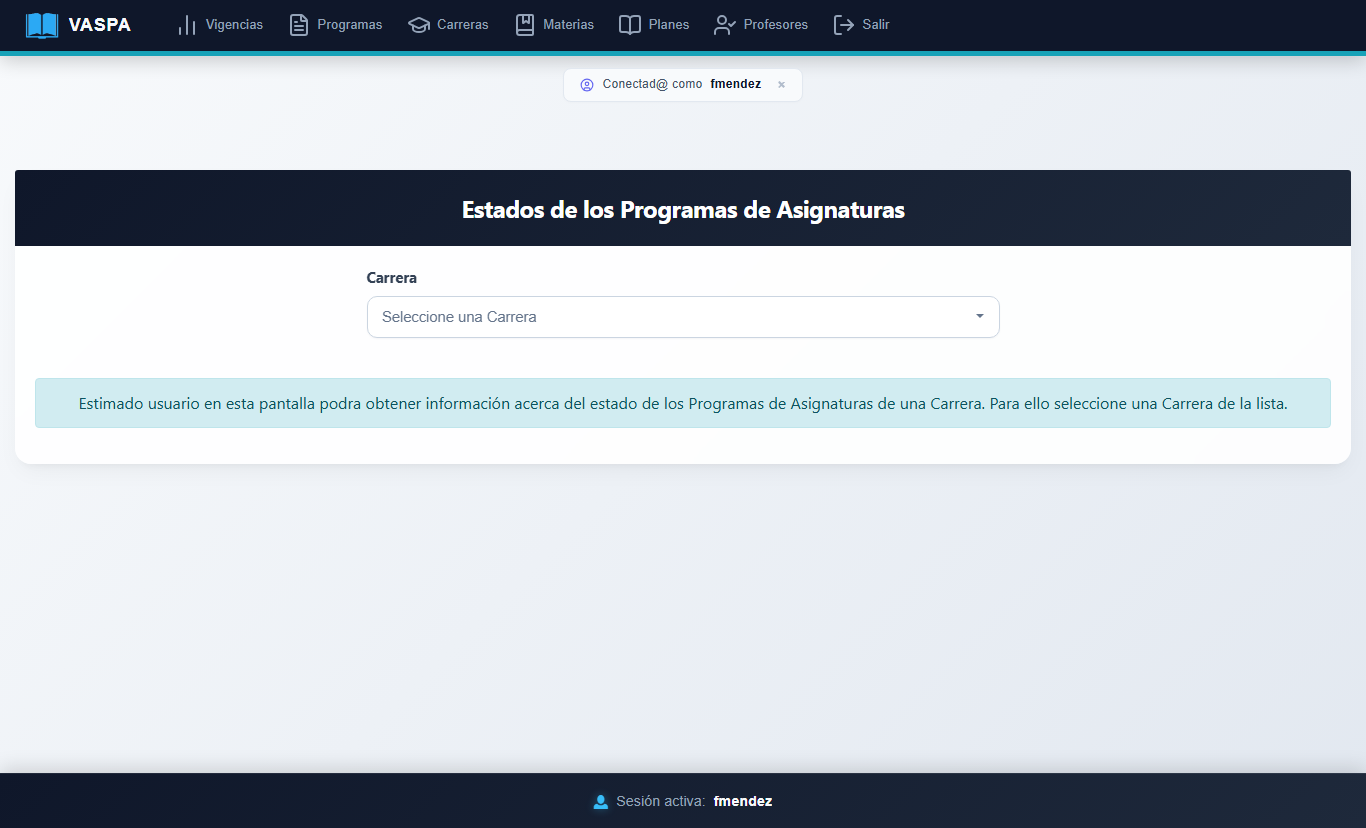 VASPA Vigencias Programas Carreras Materias Planes Profesores Salir
Conectad@ como fmendez ×
Estados de los Programas de Asignaturas
Carrera
Seleccione una Carrera
Estimado usuario en esta pantalla podra obtener información acerca del estado de los Programas de Asignaturas de una Carrera. Para ello seleccione una Carrera de la lista.
Sesión activa: fmendez